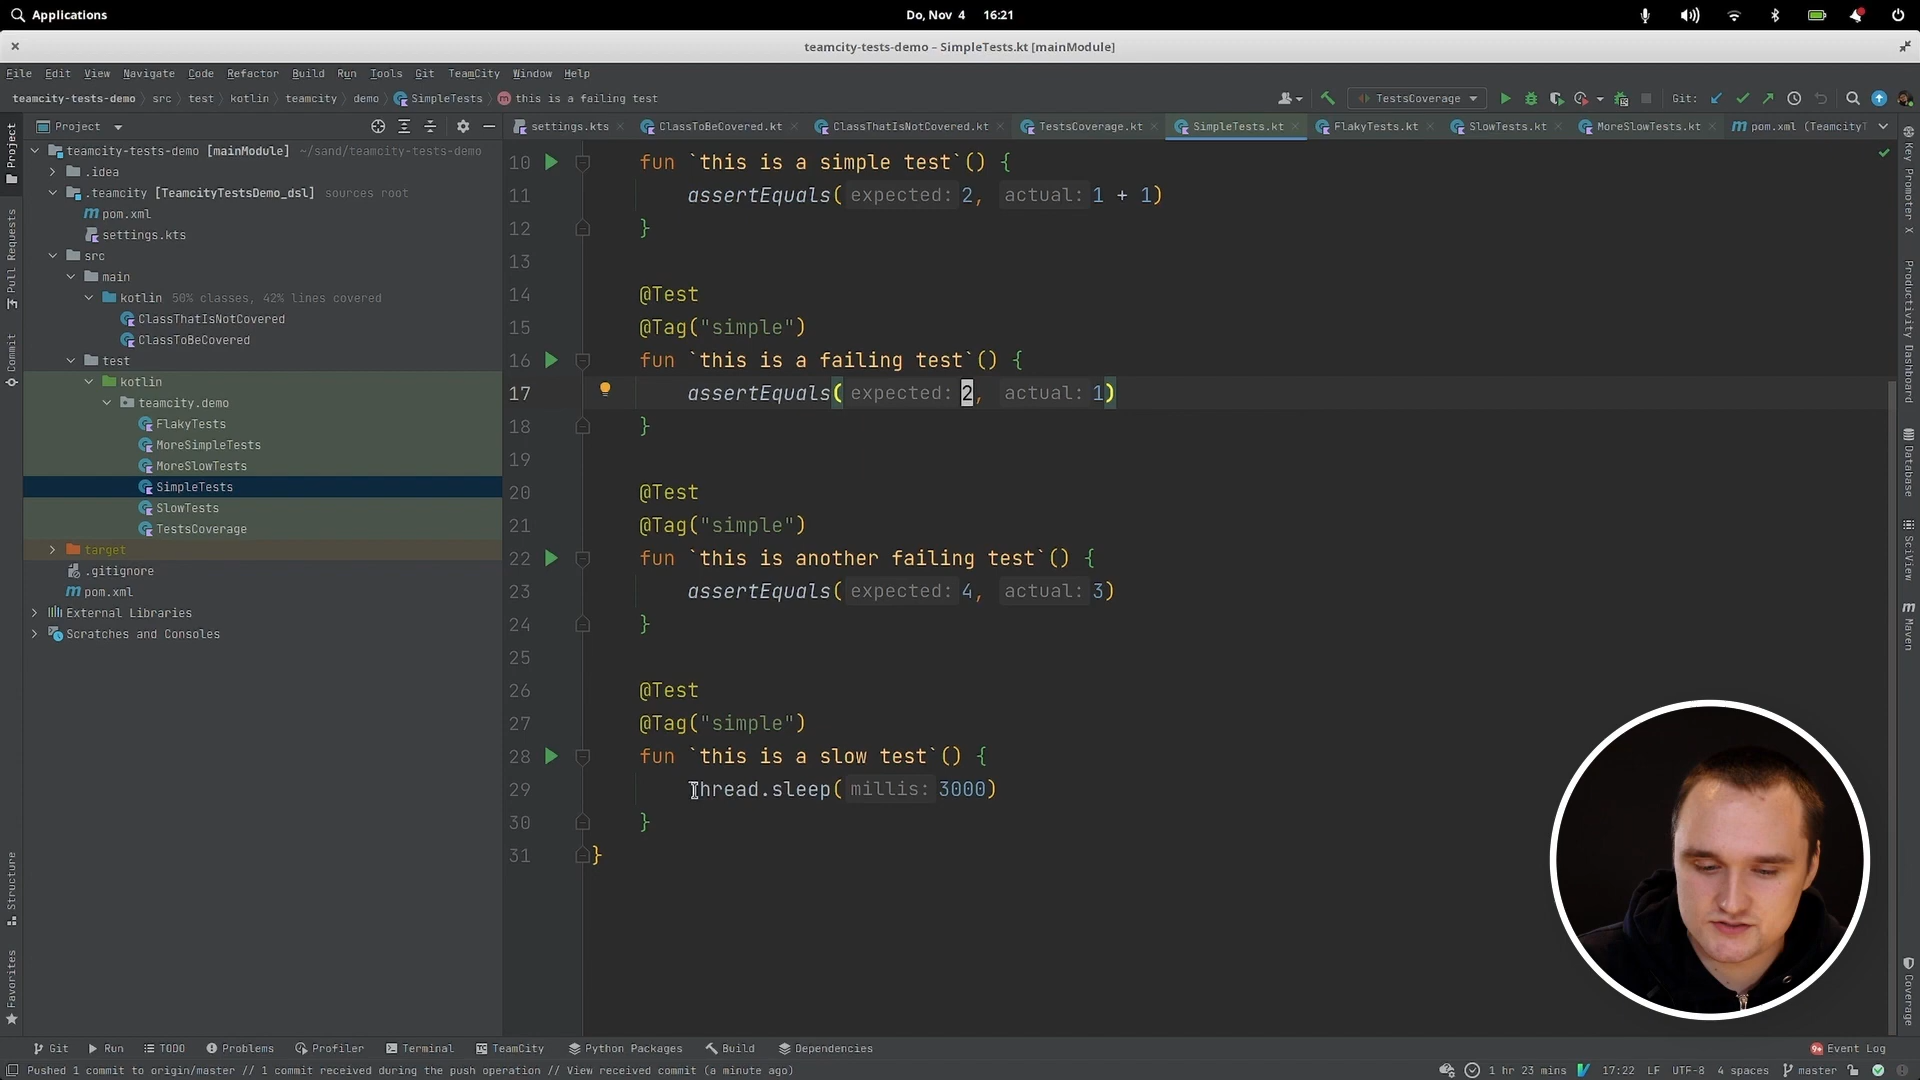 Applications
Do, Nov 4 16:21
teamcity-tests-demo – SimpleTests.kt [mainModule]
File Edit View Navigate Code Refactor Build Run Tools Git TeamCity Window Help
teamcity-tests-demo src test kotlin teamcity demo SimpleTests this is a failing test
TestsCoverage
Git:
Project
settings.kts ClassToBeCovered.kt ClassThatIsNotCovered.kt TestsCoverage.kt SimpleTests.kt FlakyTests.kt SlowTests.kt MoreSlowTests.kt pom.xml (TeamcityT
Project
Pull Requests
Commit
Structure
Favorites
teamcity-tests-demo [mainModule] ~/sand/teamcity-tests-demo
.idea
.teamcity [TeamcityTestsDemo_dsl] sources root
pom.xml
settings.kts
src
main
kotlin 50% classes, 42% lines covered
ClassThatIsNotCovered
ClassToBeCovered
test
kotlin
teamcity.demo
FlakyTests
MoreSimpleTests
MoreSlowTests
SimpleTests
SlowTests
TestsCoverage
target
.gitignore
pom.xml
External Libraries
Scratches and Consoles
10 fun `this is a simple test`() {
11 assertEquals( expected: 2, actual: 1 + 1)
12 }
13
14 @Test
15 @Tag("simple")
16 fun `this is a failing test`() {
17 assertEquals( expected: 2, actual: 1)
18 }
19
20 @Test
21 @Tag("simple")
22 fun `this is another failing test`() {
23 assertEquals( expected: 4, actual: 3)
24 }
25
26 @Test
27 @Tag("simple")
28 fun `this is a slow test`() {
29 Thread.sleep( millis: 3000)
30 }
31 }
Key Promoter X
Productivity Dashboard
Database
SciView
Maven
Coverage
Git Run TODO Problems Profiler Terminal TeamCity Python Packages Build Dependencies
9+ Event Log
Pushed 1 commit to origin/master // 1 commit received during the push operation // View received commit (a minute ago)
1 hr 23 mins 17:22 LF UTF-8 4 spaces master